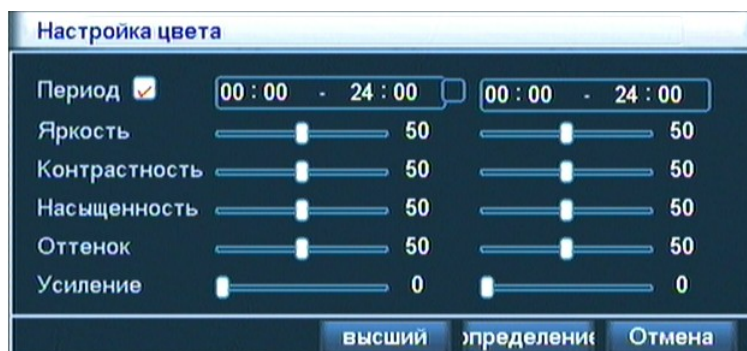 Настройка цвета
Период 00:00 - 24:00 00:00 - 24:00
Яркость 50 50
Контрастность 50 50
Насыщенность 50 50
Оттенок 50 50
Усиление 0 0
высший определение Отмена